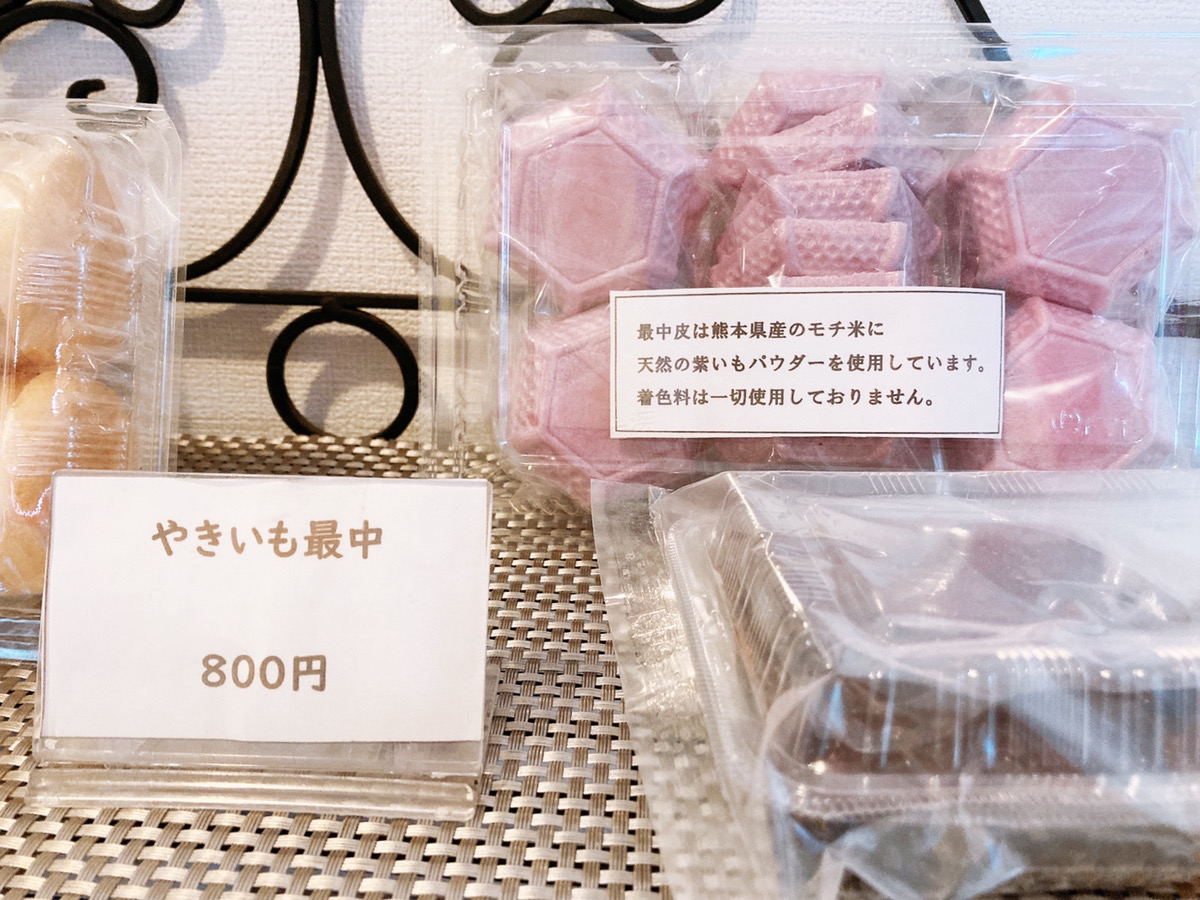 最中皮は熊本県産のモチ米に
天然の紫いもパウダーを使用しています。
着色料は一切使用しておりません。
やきいも最中
800円